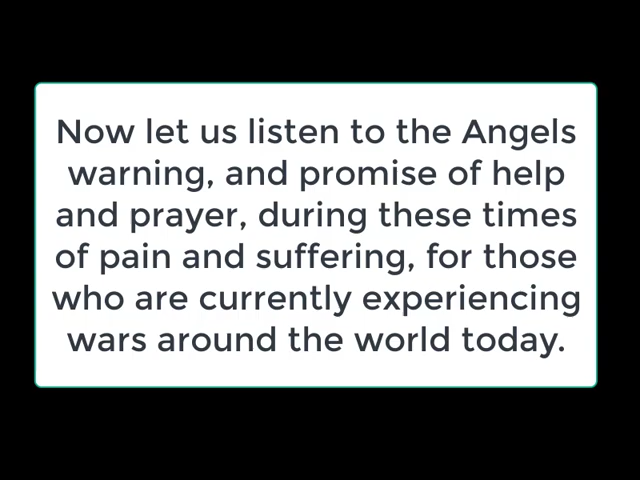 Now let us listen to the Angels
warning, and promise of help
and prayer, during these times
of pain and suffering, for those
who are currently experiencing
wars around the world today.